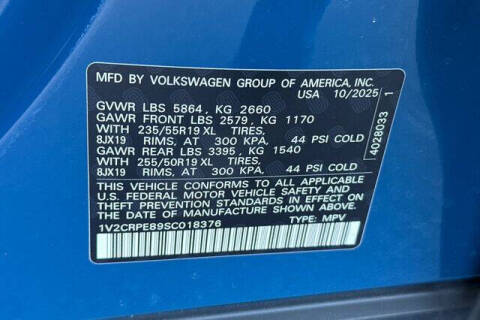 MFD BY VOLKSWAGEN GROUP OF AMERICA, INC.
USA 10/2025
GVWR LBS 5864, KG 2660
GAWR FRONT LBS 2579, KG 1170
WITH 235/55R19 XL TIRES,
8JX19 RIMS, AT 300 KPA, 44 PSI COLD
GAWR REAR LBS 3395, KG 1540
WITH 255/50R19 XL TIRES,
8JX19 RIMS, AT 300 KPA, 44 PSI COLD
THIS VEHICLE CONFORMS TO ALL APPLICABLE
U.S. FEDERAL MOTOR VEHICLE SAFETY AND
THEFT PREVENTION STANDARDS IN EFFECT ON
THE DATE OF MANUFACTURE SHOWN ABOVE.
1V2CRPE89SC018376 TYPE: MPV
4028033 1